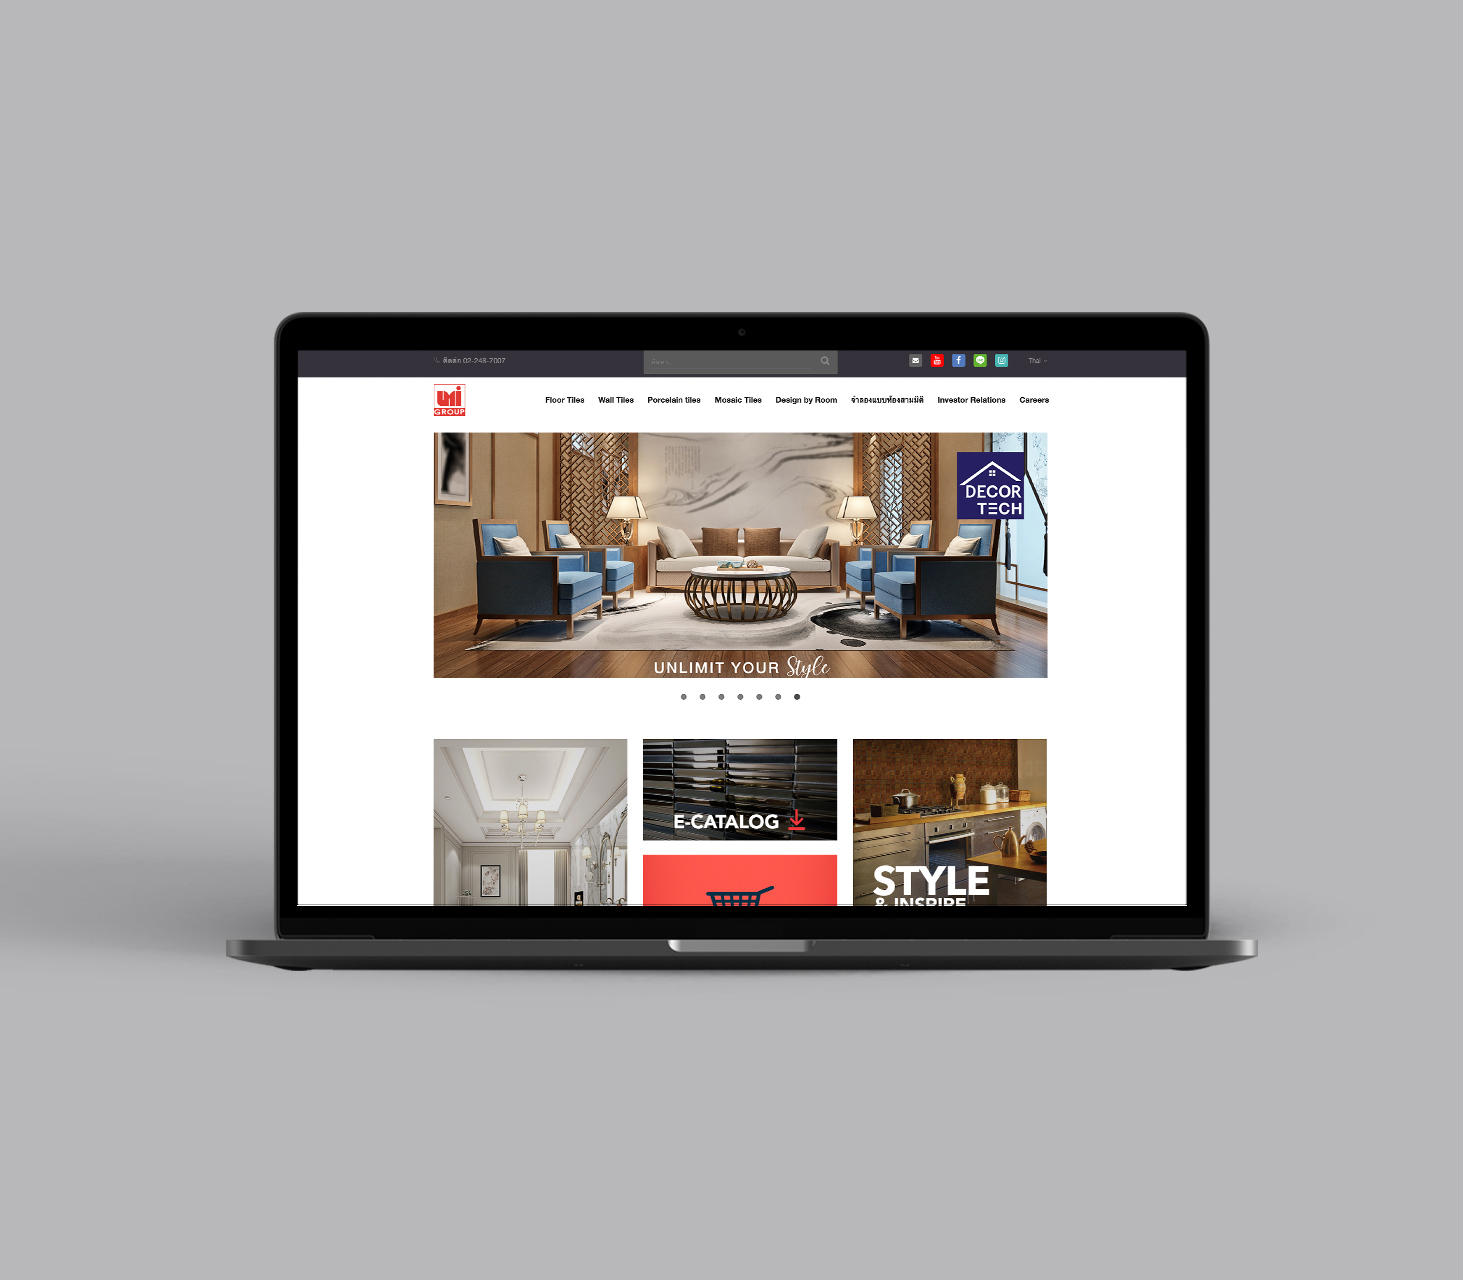 ติดต่อ 02-248-7007
ค้นหา...
Thai
UMI
GROUP
Floor Tiles
Wall Tiles
Porcelain tiles
Mosaic Tiles
Design by Room
จำลองแบบห้องสามมิติ
Investor Relations
Careers
DECOR
TECH
UNLIMIT YOUR Style
E-CATALOG
STYLE
& INSPIRE